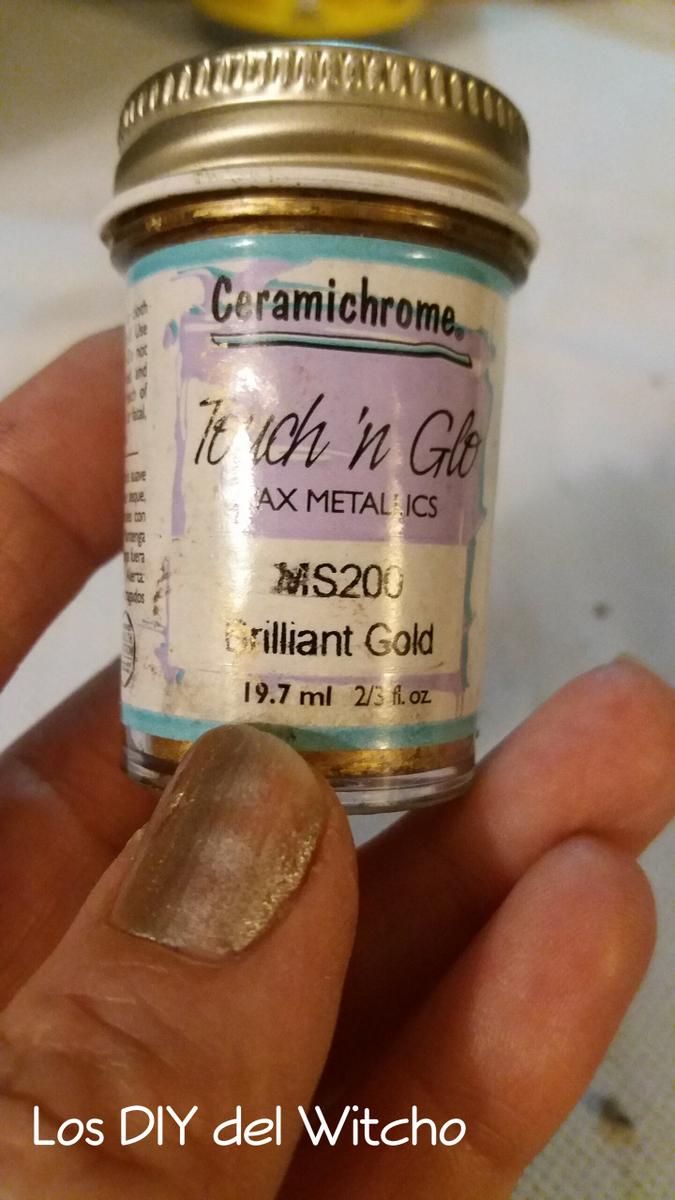 Ceramichrome®
Touch 'n Glo
WAX METALLICS
MS200
Brilliant Gold
19.7 ml 2/3 fl. oz.
Los DIY del Witcho